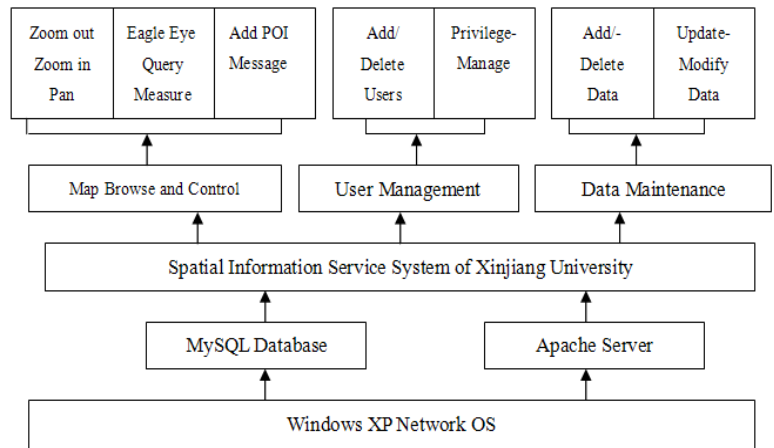 Zoom out
Zoom in
Pan
Eagle Eye
Query
Measure
Add POI
Message
Add/
Delete
Users
Privilege-
Manage
Add/-
Delete
Data
Update-
Modify
Data
Map Browse and Control
User Management
Data Maintenance
Spatial Information Service System of Xinjiang University
MySQL Database
Apache Server
Windows XP Network OS